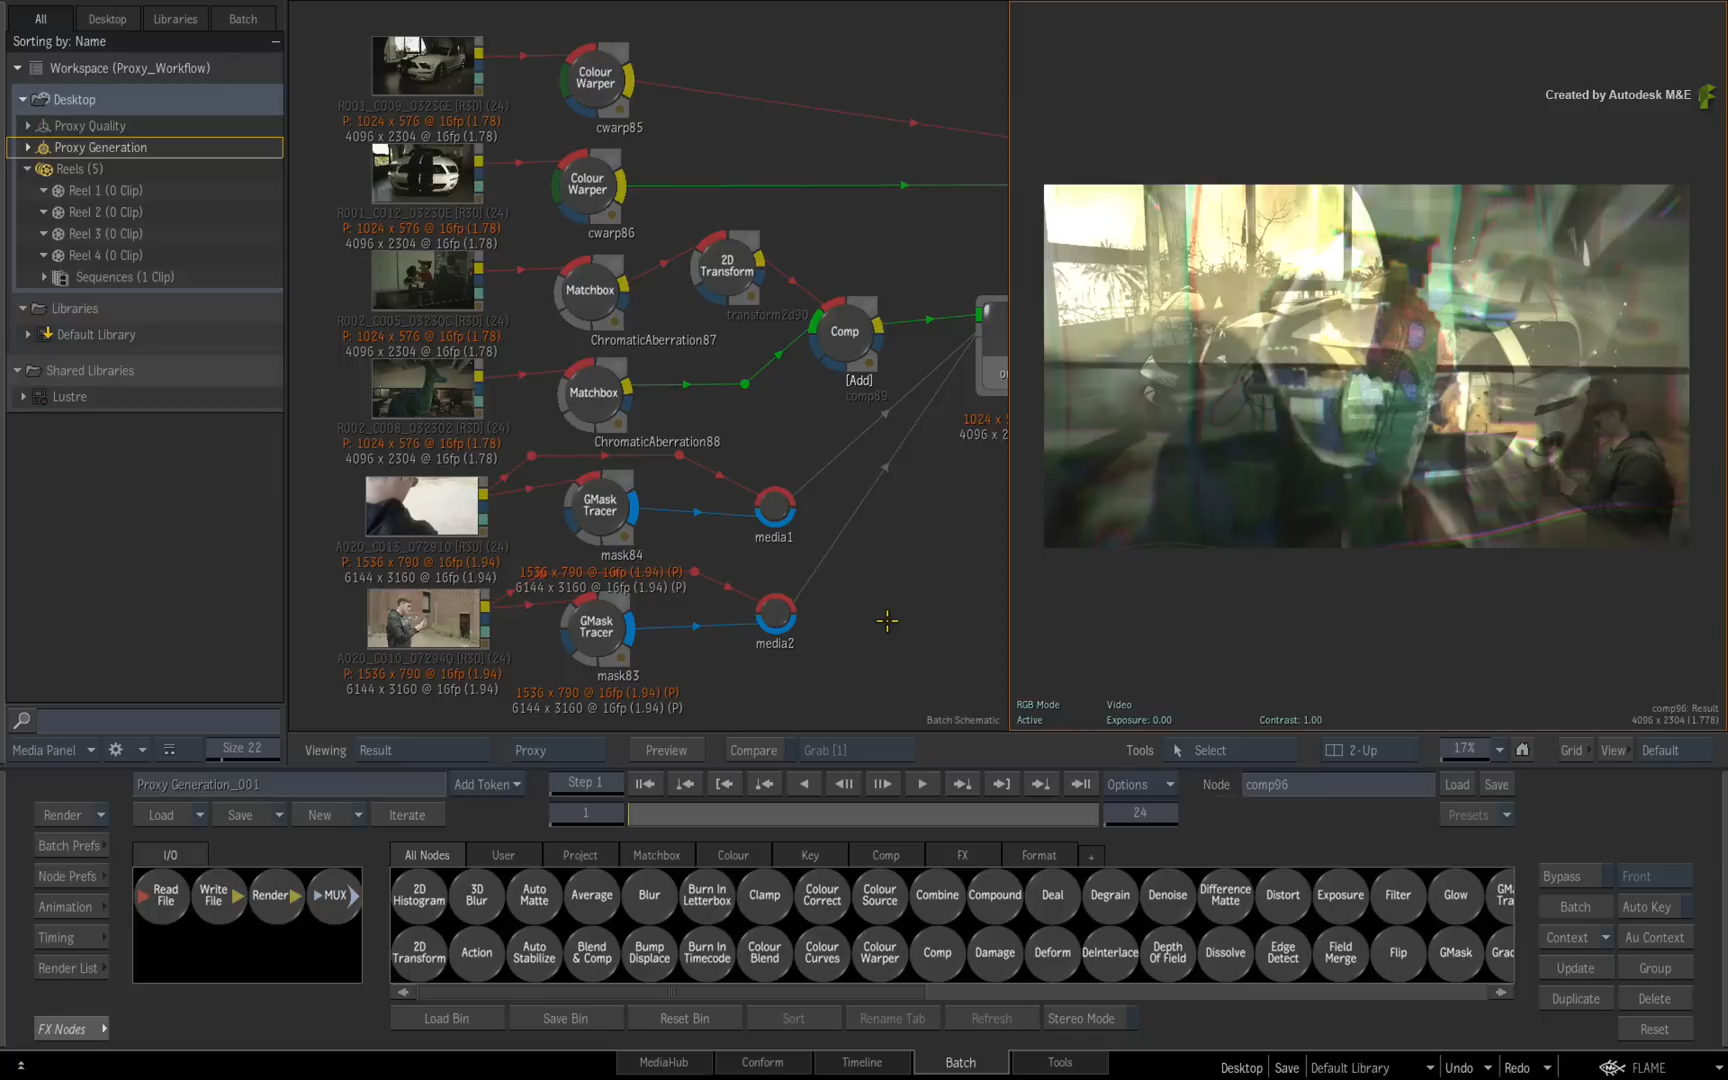 All Desktop Libraries Batch
Sorting by: Name
Workspace (Proxy_Workflow)
Desktop
Proxy Quality
Proxy Generation
Reels (5)
Reel 1 (0 Clip)
Reel 2 (0 Clip)
Reel 3 (0 Clip)
Reel 4 (0 Clip)
Sequences (1 Clip)
Libraries
Default Library
Shared Libraries
Lustre
Colour Warper
cwarp85
R001_C009_0323GE [R3D] (24)
P: 1024 x 576 @ 16fp (1.78)
4096 x 2304 @ 16fp (1.78)
Colour Warper
cwarp86
R001_C012_0323QE [R3D] (24)
P: 1024 x 576 @ 16fp (1.78)
4096 x 2304 @ 16fp (1.78)
Matchbox
ChromaticAberration87
2D Transform
transform2d90
R002_C005_0323QC [R3D] (24)
P: 1024 x 576 @ 16fp (1.78)
4096 x 2304 @ 16fp (1.78)
Comp
[Add]
comp89
Matchbox
ChromaticAberration88
P: 1024 x 576 @ 16fp (1.78)
4096 x 2304 @ 16fp (1.78)
GMask Tracer
mask84
media1
[R3D] (24)
P: 1536 x 790 @ 16fp (1.94)
6144 x 3160 @ 16fp (1.94)
1536 x 790 @ 16fp (1.94) (P)
6144 x 3160 @ 16fp (1.94) (P)
GMask Tracer
mask83
media2
[R3D] (24)
P: 1536 x 790 @ 16fp (1.94)
6144 x 3160 @ 16fp (1.94)
1536 x 790 @ 16fp (1.94) (P)
6144 x 3160 @ 16fp (1.94) (P)
Batch Schematic
Created by Autodesk M&E
RGB Mode Video
Active Exposure: 0.00 Contrast: 1.00
comp96: Result
4096 x 2304 (1.778)
Media Panel Size 22 Viewing Result Proxy Preview Compare Grab [1] Tools Select 2-Up 17% Grid View Default
Proxy Generation_001 Add Token Step 1 Options Node comp96 Load Save
Render Load Save New Iterate 1 24 Presets
Batch Prefs
Node Prefs
Animation
Timing
Render List
FX Nodes
I/O
Read File Write File Render MUX
All Nodes User Project Matchbox Colour Key Comp FX Format +
2D Histogram 3D Blur Auto Matte Average Blur Burn In Letterbox Clamp Colour Correct Colour Source Combine Compound Deal Degrain Denoise Difference Matte Distort Exposure Filter Glow
2D Transform Action Auto Stabilize Blend & Comp Bump Displace Burn In Timecode Colour Blend Colour Curves Colour Warper Comp Damage Deform DeInterlace Depth Of Field Dissolve Edge Detect Field Merge Flip GMask
Load Bin Save Bin Reset Bin Sort Rename Tab Refresh Stereo Mode
Bypass Front
Batch Auto Key
Context Au Context
Update Group
Duplicate Delete
Reset
MediaHub Conform Timeline Batch Tools
Desktop Save Default Library Undo Redo FLAME